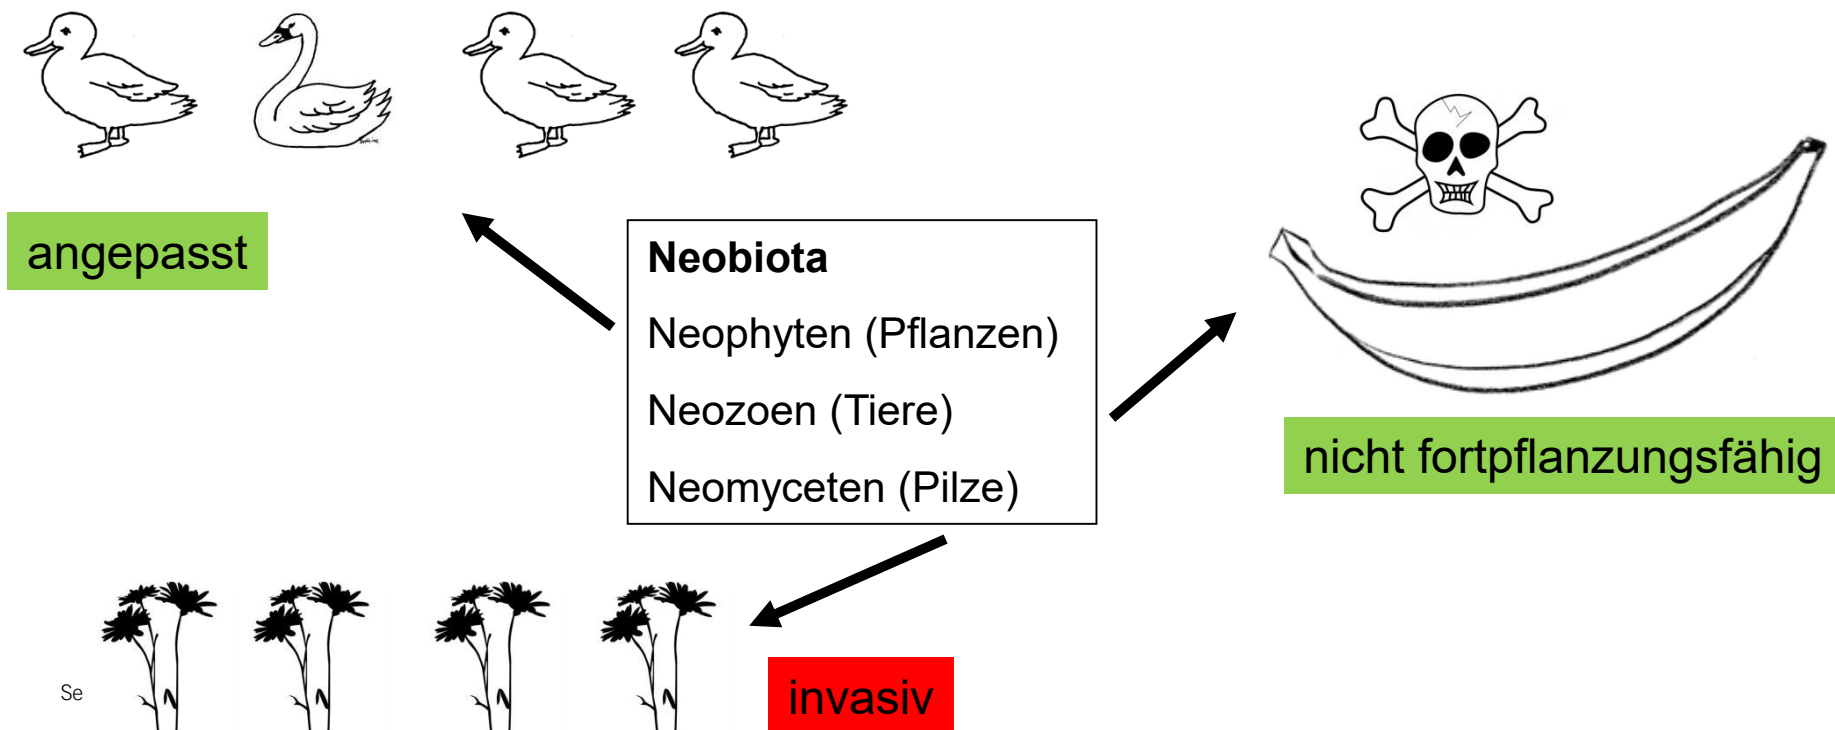 angepasst
Neobiota
Neophyten (Pflanzen)
Neozoen (Tiere)
Neomyceten (Pilze)
nicht fortpflanzungsfähig
Se
invasiv